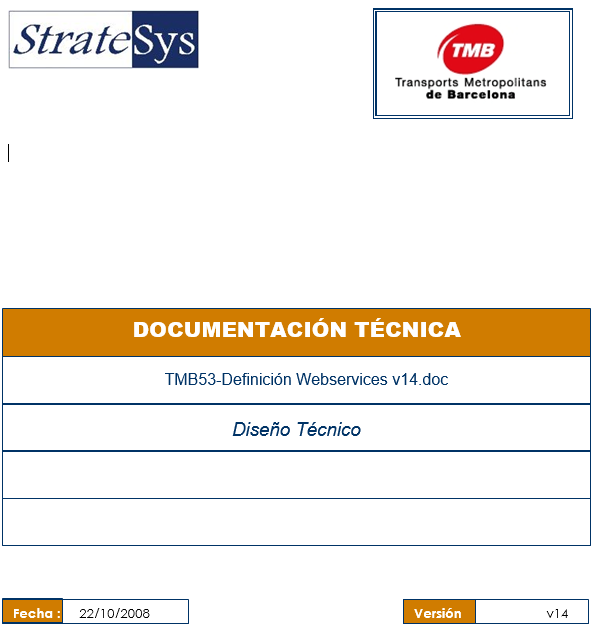 StrateSys
TMB
Transports Metropolitans
de Barcelona
DOCUMENTACIÓN TÉCNICA
TMB53-Definición Webservices v14.doc
Diseño Técnico
Fecha : 22/10/2008
Versión v14